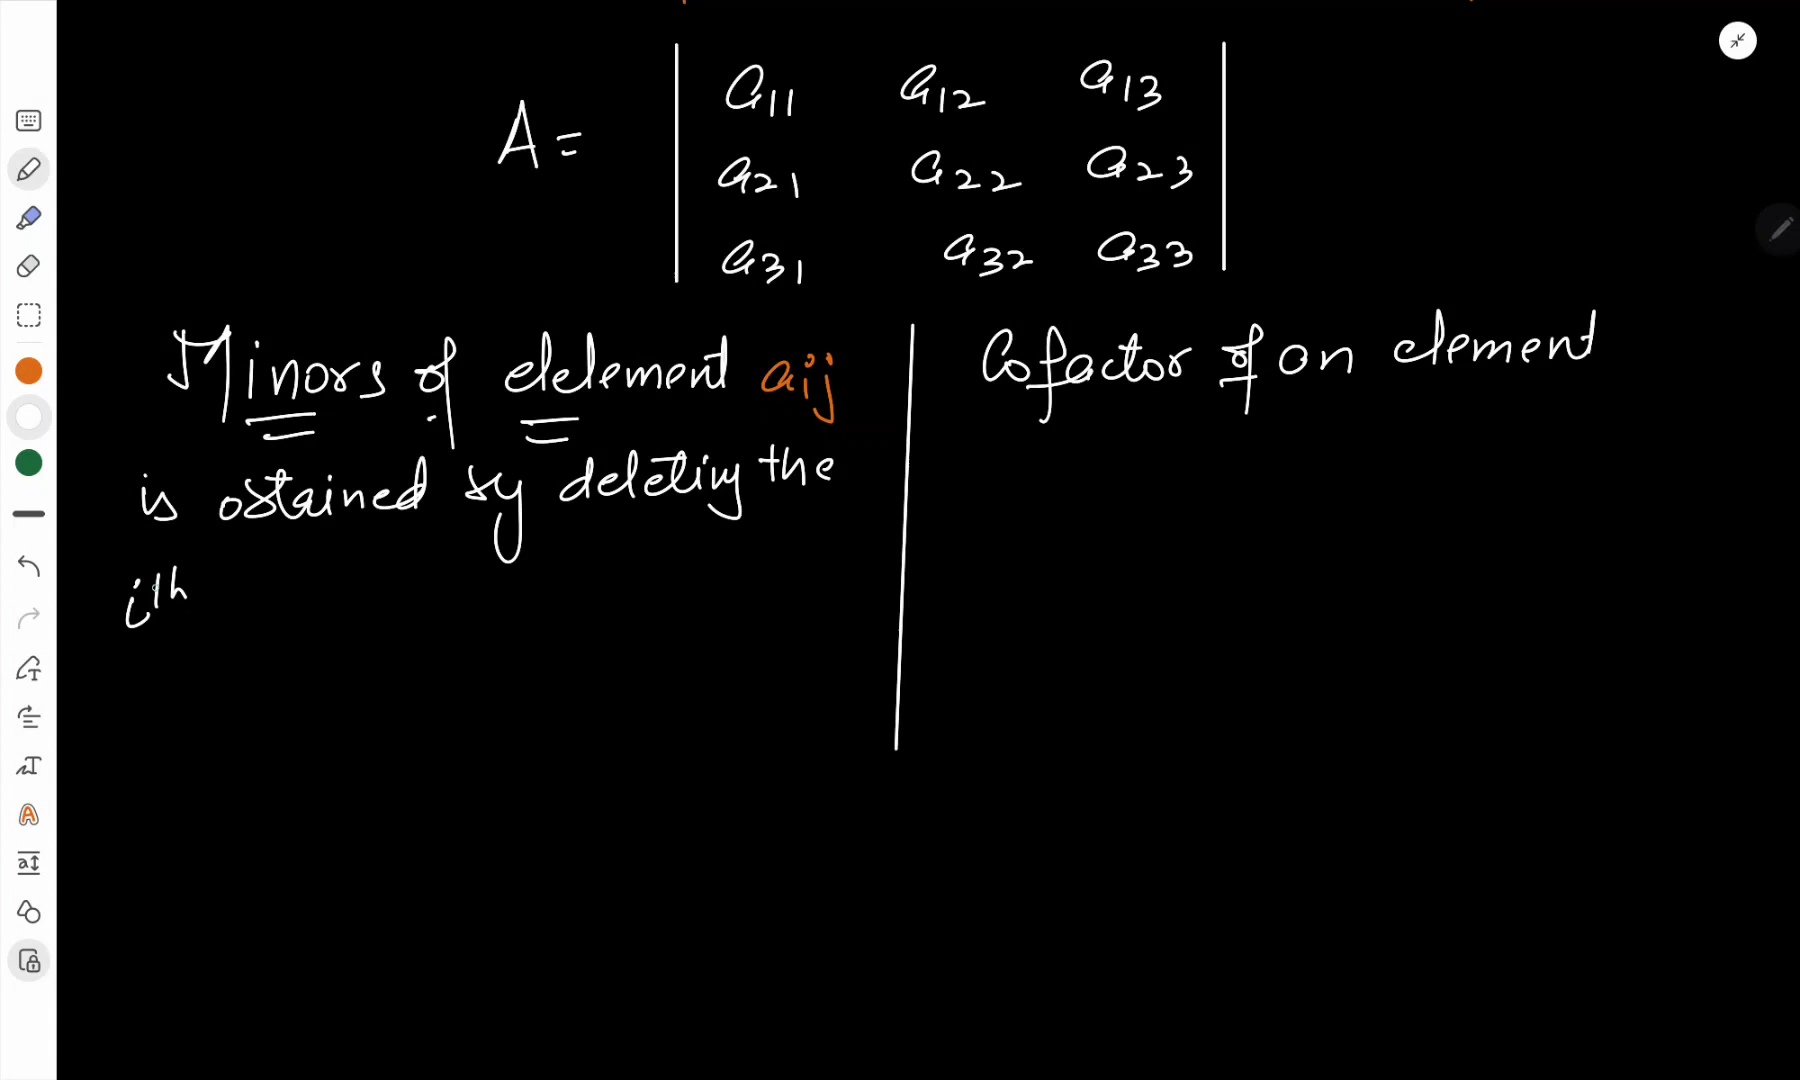 a11 a12 a13
A =
a21 a22 a23
a31 a32 a33
Minors of elelement aij
is obtained by deleting the
ith
Cofactor of an element